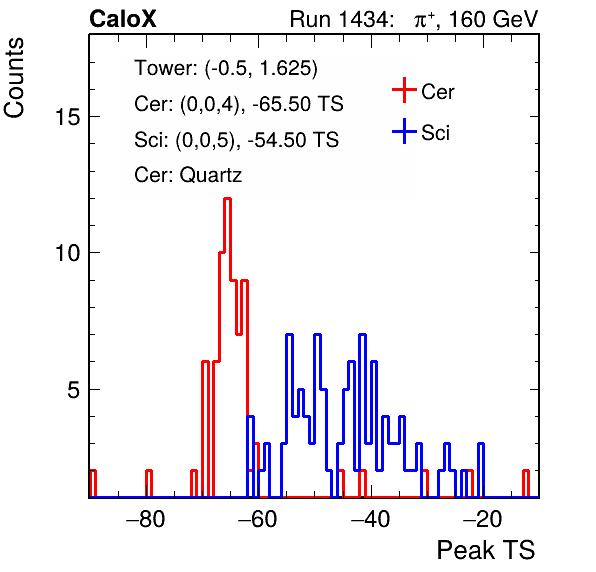 CaloX Run 1434: π⁺, 160 GeV
Counts
Tower: (-0.5, 1.625)
Cer: (0,0,4), -65.50 TS
Sci: (0,0,5), -54.50 TS
Cer: Quartz
Cer
Sci
15
10
5
−80 −60 −40 −20
Peak TS